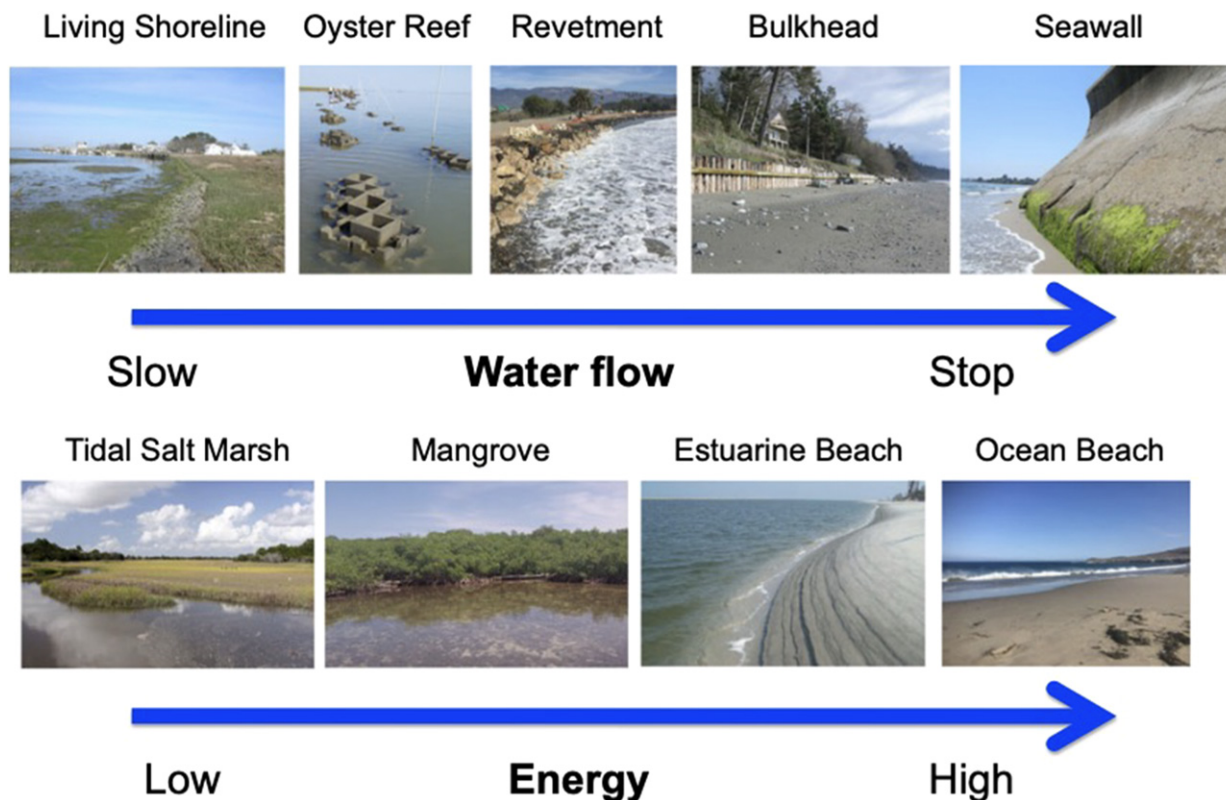 Living Shoreline Oyster Reef Revetment Bulkhead Seawall
Slow Water flow Stop
Tidal Salt Marsh Mangrove Estuarine Beach Ocean Beach
Low Energy High